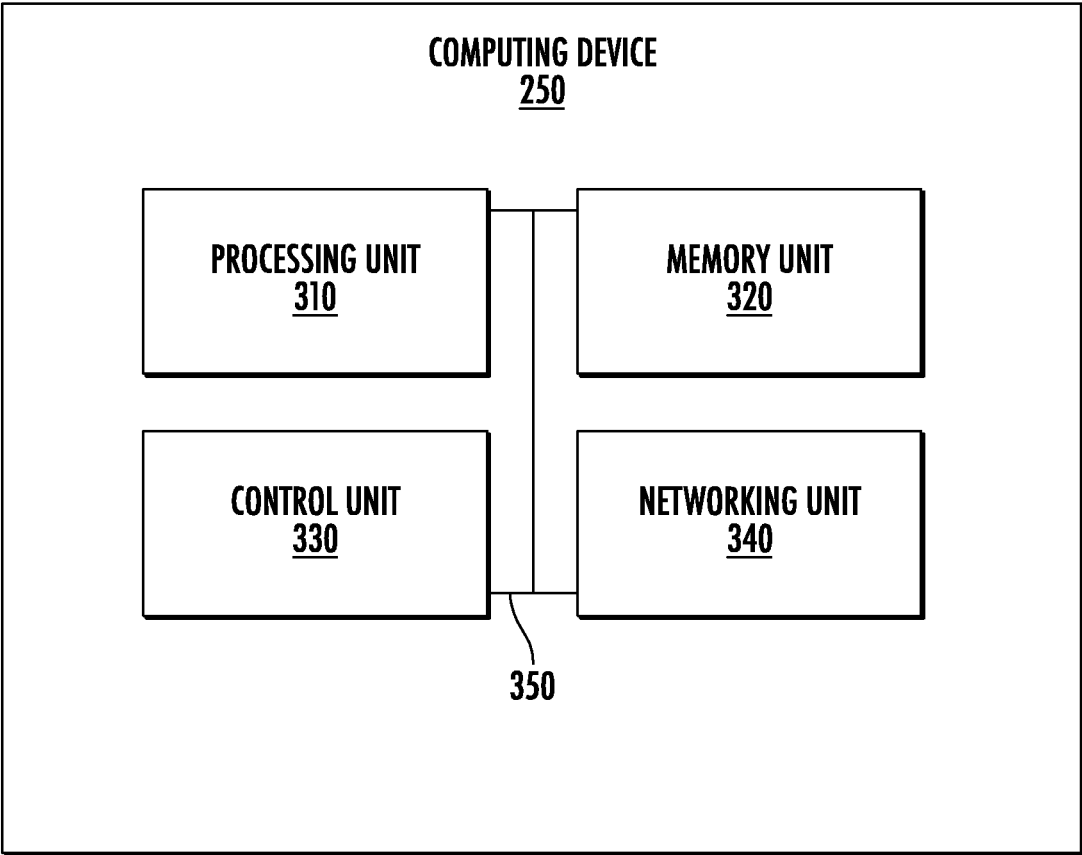 COMPUTING DEVICE
250
PROCESSING UNIT
310
MEMORY UNIT
320
CONTROL UNIT
330
NETWORKING UNIT
340
350